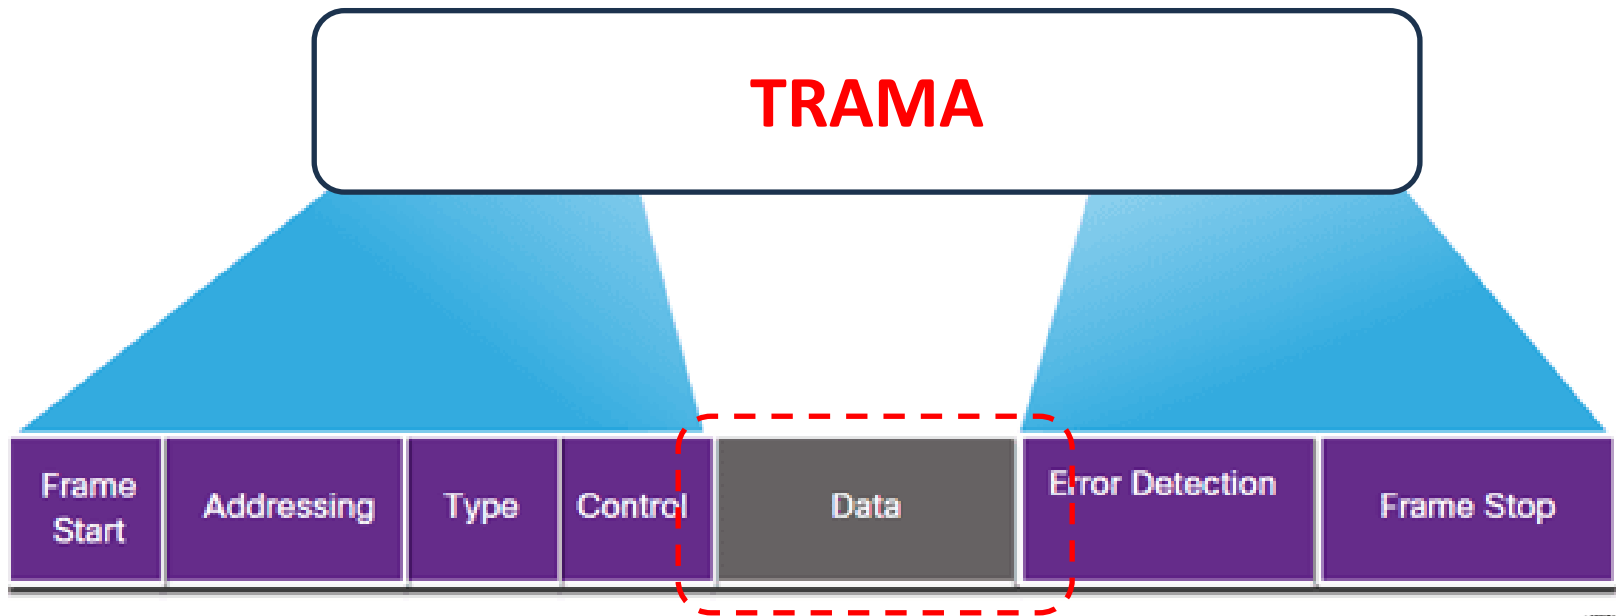 TRAMA
Frame
Start
Addressing
Type
Control
Data
Error Detection
Frame Stop